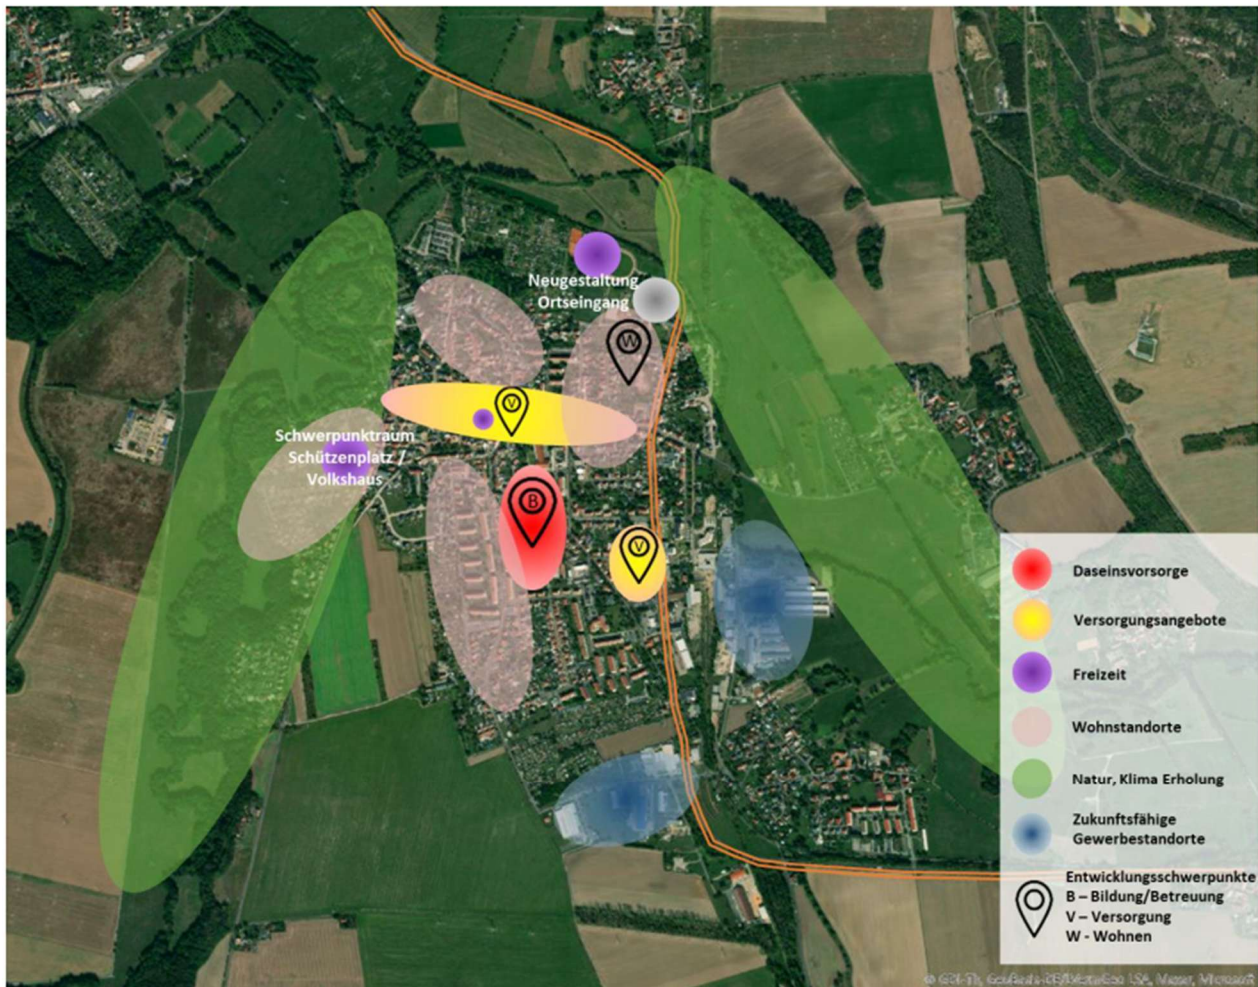 Neugestaltung
Ortseingang
W
V
Schwerpunktraum
Schützenplatz /
Volkshaus
B
V
Daseinsvorsorge
Versorgungsangebote
Freizeit
Wohnstandorte
Natur, Klima Erholung
Zukunftsfähige
Gewerbestandorte
Entwicklungsschwerpunkte
B – Bildung/Betreuung
V – Versorgung
W - Wohnen
Microsoft